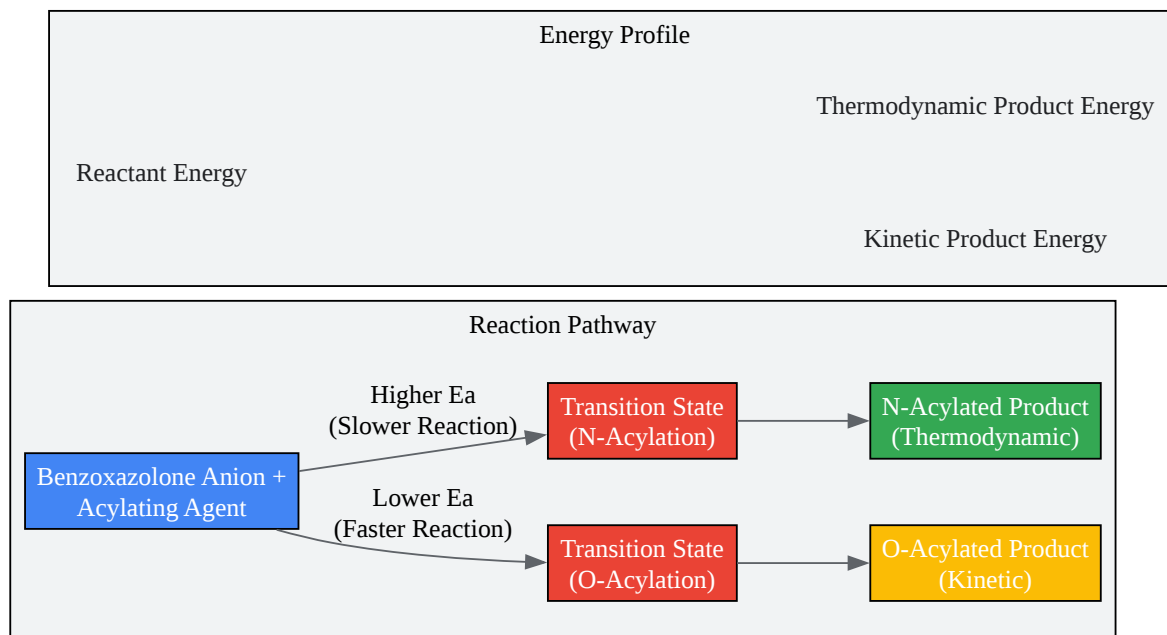 Energy Profile
Thermodynamic Product Energy
Reactant Energy
Kinetic Product Energy
Reaction Pathway
Higher Ea
(Slower Reaction)
Transition State
(N-Acylation)
N-Acylated Product
(Thermodynamic)
Benzoxazolone Anion +
Acylating Agent
Lower Ea
(Faster Reaction)
Transition State
(O-Acylation)
O-Acylated Product
(Kinetic)